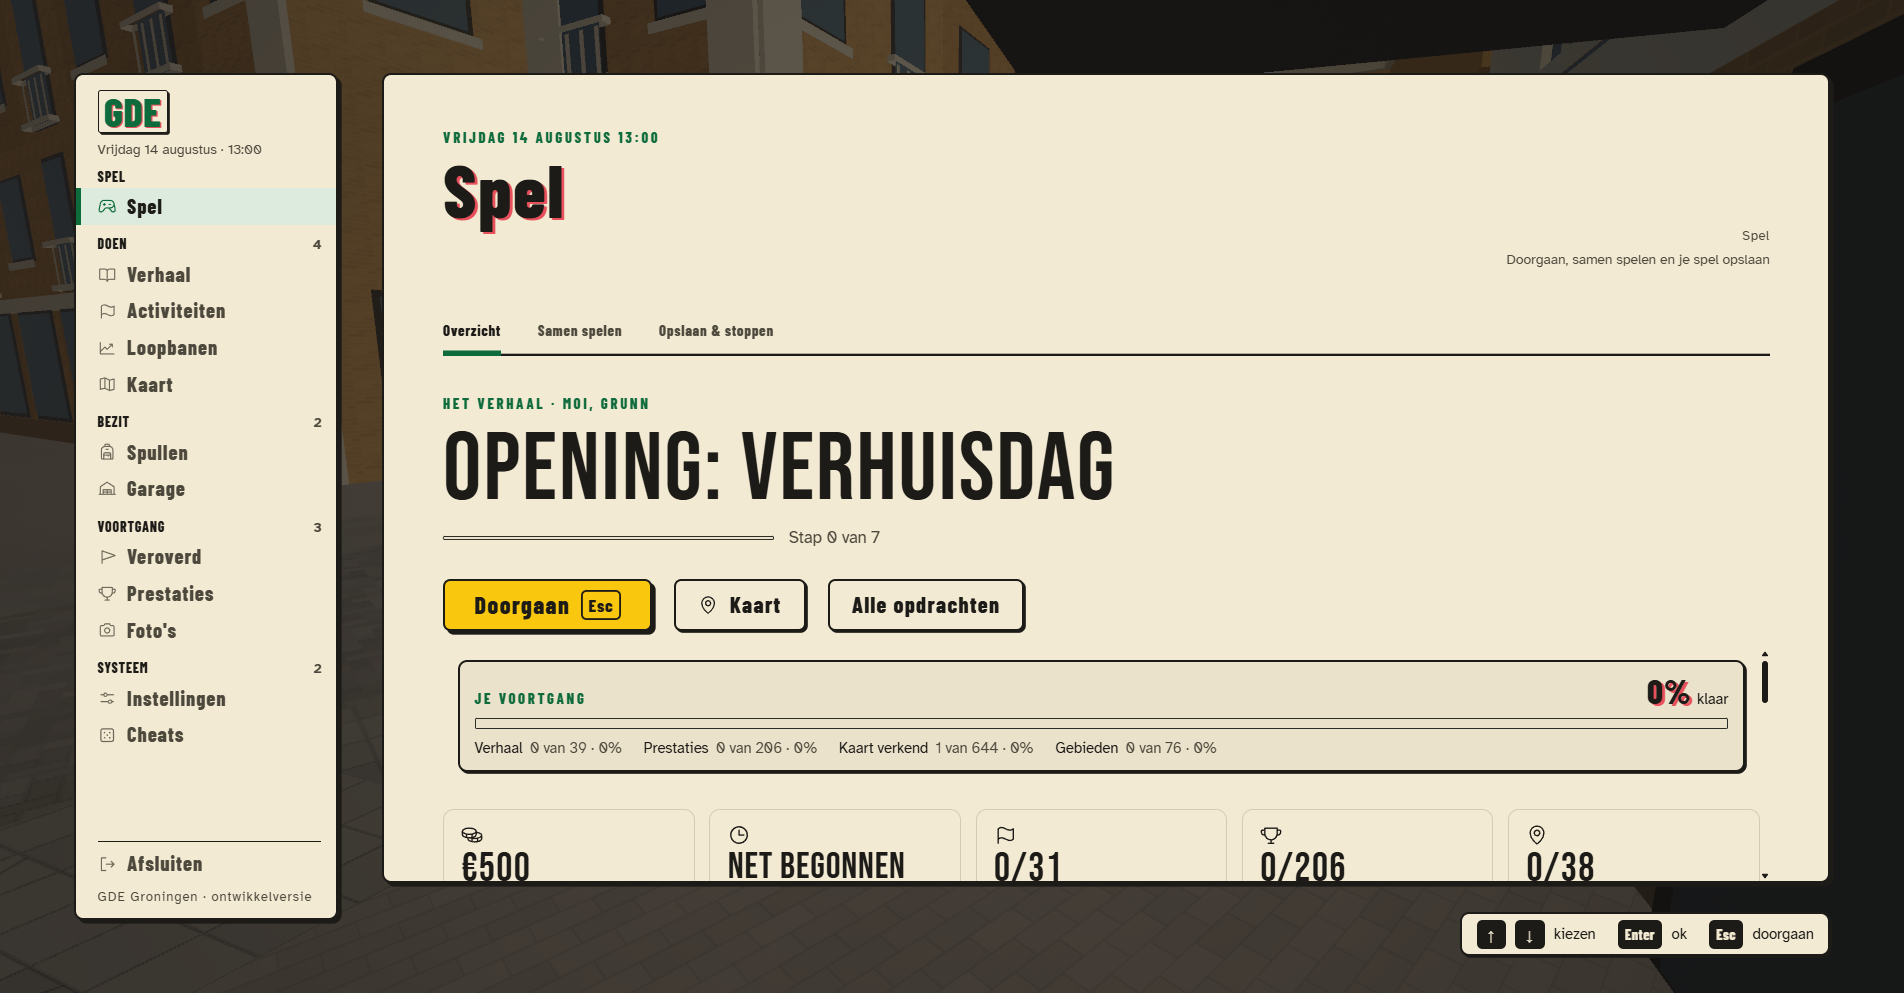 GDE
Vrijdag 14 augustus · 13:00
SPEL
Spel
DOEN 4
Verhaal
Activiteiten
Loopbanen
Kaart
BEZIT 2
Spullen
Garage
VOORTGANG 3
Veroverd
Prestaties
Foto's
SYSTEEM 2
Instellingen
Cheats
Afsluiten
GDE Groningen · ontwikkelversie
VRIJDAG 14 AUGUSTUS 13:00
Spel
Spel
Doorgaan, samen spelen en je spel opslaan
Overzicht Samen spelen Opslaan & stoppen
HET VERHAAL · MOI, GRUNN
OPENING: VERHUISDAG
Stap 0 van 7
Doorgaan Esc Kaart Alle opdrachten
JE VOORTGANG 0% klaar
Verhaal 0 van 39 · 0% Prestaties 0 van 206 · 0% Kaart verkend 1 van 644 · 0% Gebieden 0 van 76 · 0%
€500 NET BEGONNEN 0/31 0/206 0/38
↑ ↓ kiezen Enter ok Esc doorgaan